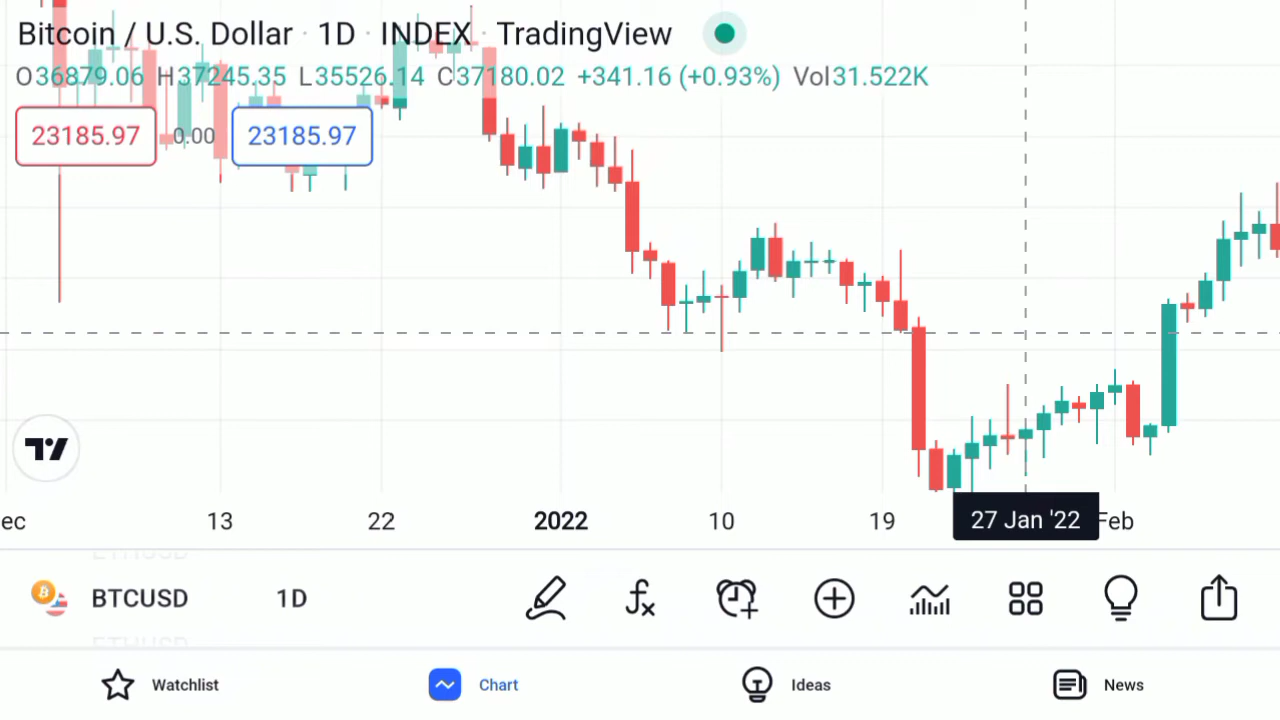 Bitcoin / U.S. Dollar · 1D · INDEX · TradingView
O36879.06 H37245.35 L35526.14 C37180.02 +341.16 (+0.93%) Vol31.522K
23185.97 0.00 23185.97
ec 13 22 2022 10 19 27 Jan '22 Feb
ETHUSD
BTCUSD 1D
ETHUSD
Watchlist Chart Ideas News